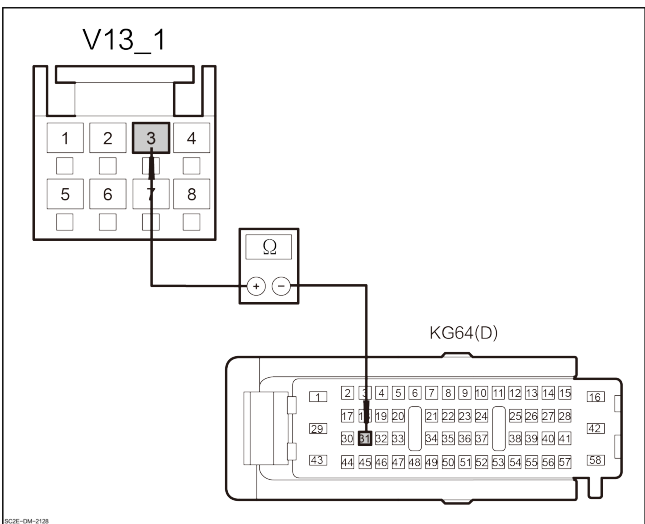 V13_1
1 2 3 4
5 6 7 8
Ω
+ −
KG64(D)
1 2 3 4 5 6 7 8 9 10 11 12 13 14 15 16
17 18 19 20 21 22 23 24 25 26 27 28
29 42
30 31 32 33 34 35 36 37 38 39 40 41
43 44 45 46 47 48 49 50 51 52 53 54 55 56 57 58
SC2E-DM-2128